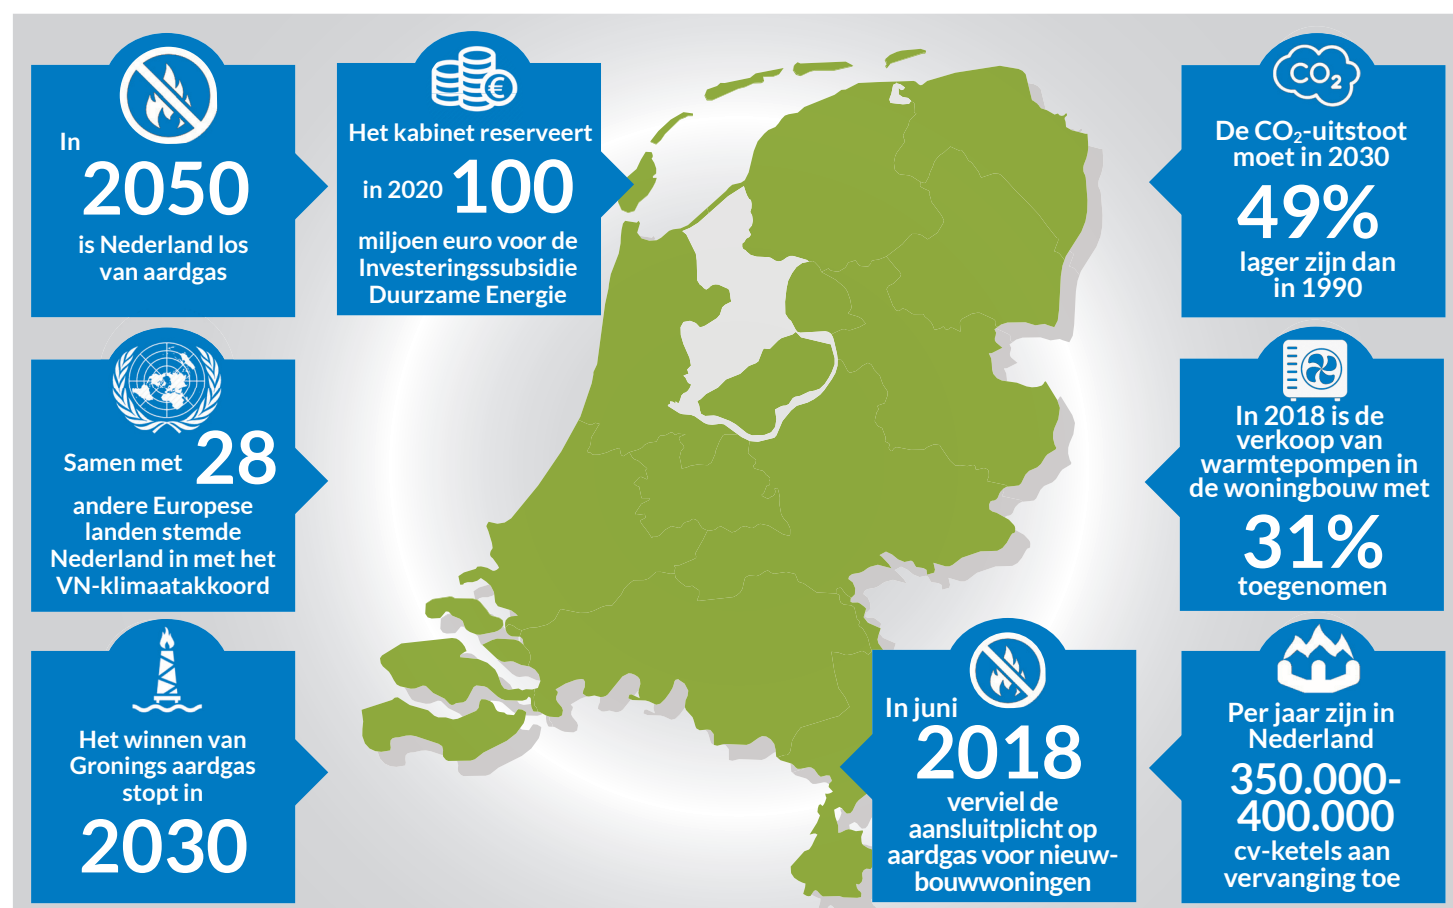 In
2050
is Nederland los
van aardgas
€
Het kabinet reserveert
in 2020 100
miljoen euro voor de
Investeringssubsidie
Duurzame Energie
CO2
De CO₂-uitstoot
moet in 2030
49%
lager zijn dan
in 1990
Samen met 28
andere Europese
landen stemde
Nederland in met het
VN-klimaatakkoord
In 2018 is de
verkoop van
warmtepompen in
de woningbouw met
31%
toegenomen
Het winnen van
Gronings aardgas
stopt in
2030
In juni
2018
verviel de
aansluitplicht op
aardgas voor nieuw-
bouwwoningen
Per jaar zijn in
Nederland
350.000-
400.000
cv-ketels aan
vervanging toe